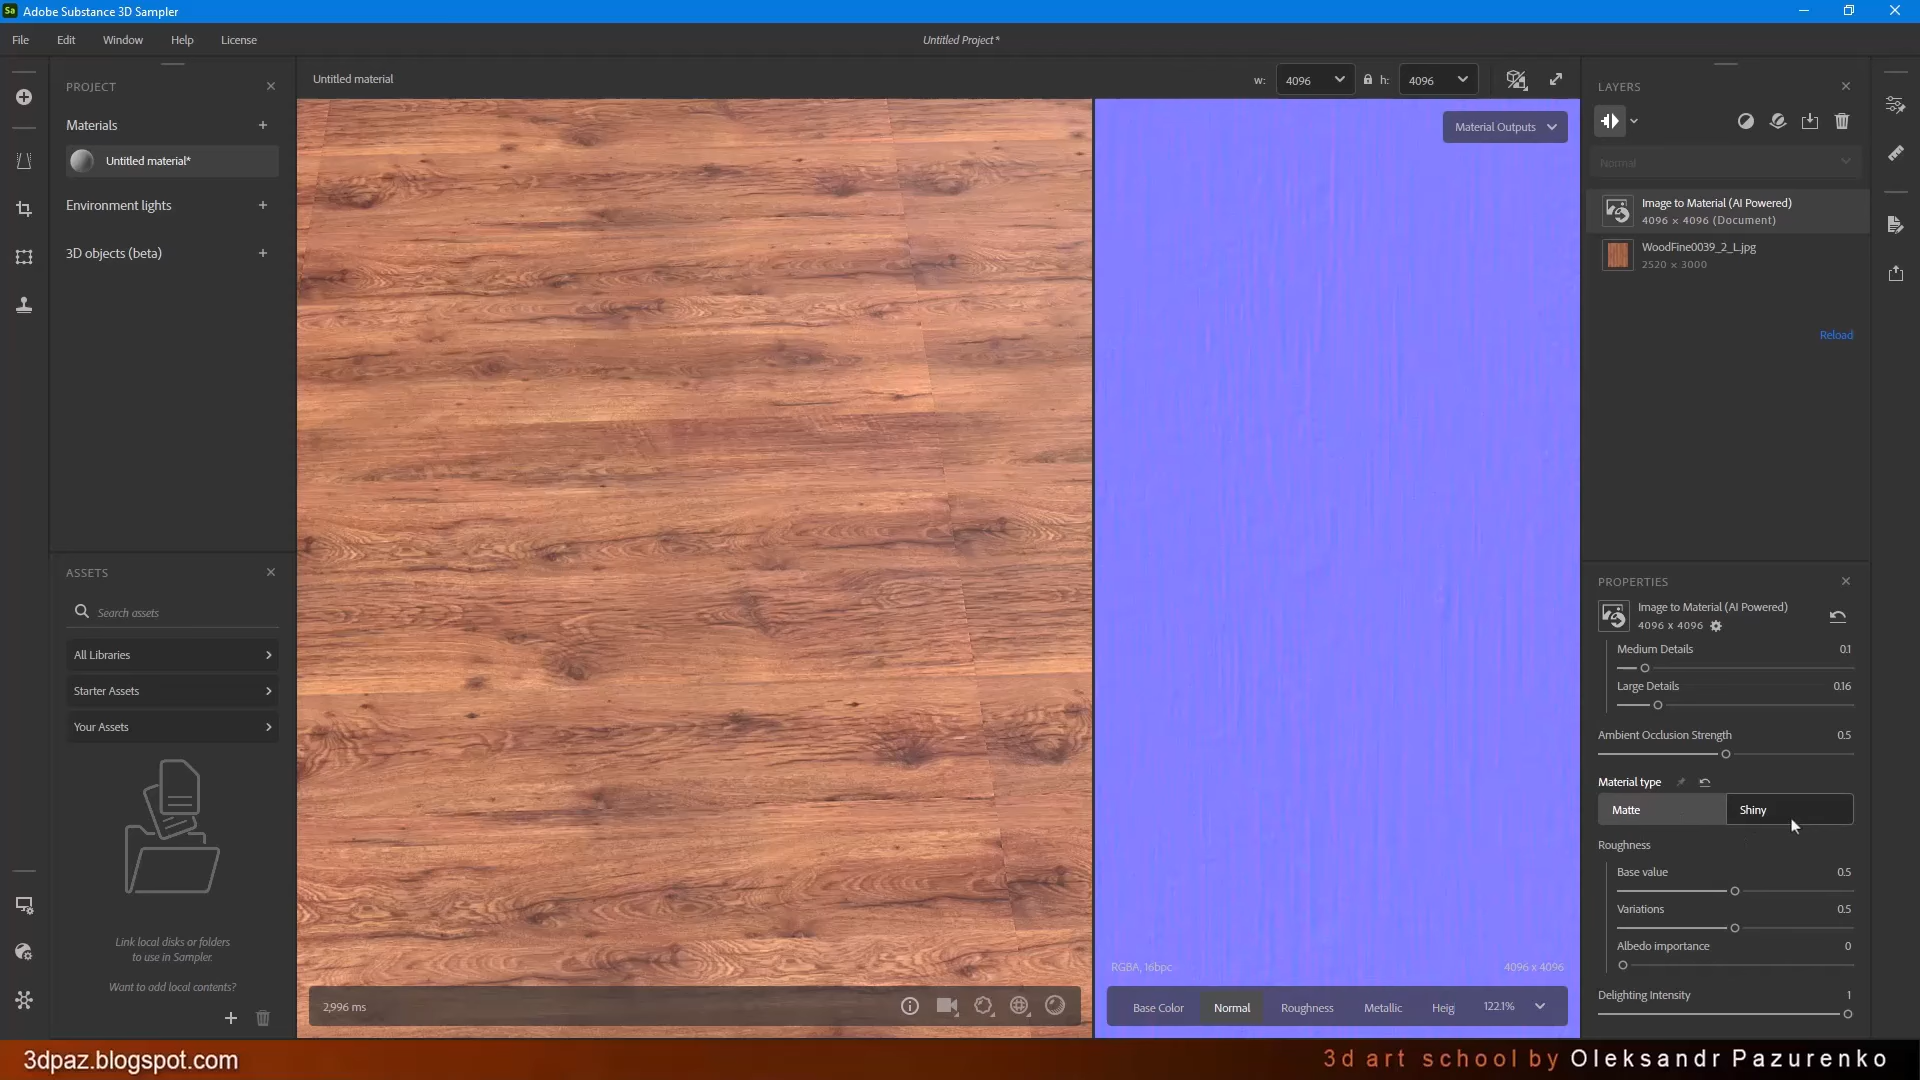 Sa Adobe Substance 3D Sampler
File Edit Window Help License
Untitled Project*
PROJECT
Materials
Untitled material*
Environment lights
3D objects (beta)
ASSETS
Search assets
All Libraries
Starter Assets
Your Assets
Link local disks or folders
to use in Sampler.
Want to add local contents?
Untitled material
w: 4096 h: 4096
Material Outputs
2,996 ms
RGBA, 16bpc
4096 x 4096
Base Color Normal Roughness Metallic Heig 122.1%
LAYERS
Normal
Image to Material (AI Powered)
4096 × 4096 (Document)
WoodFine0039_2_L.jpg
2520 × 3000
Reload
PROPERTIES
Image to Material (AI Powered)
4096 x 4096
Medium Details 0.1
Large Details 0.16
Ambient Occlusion Strength 0.5
Material type
Matte Shiny
Roughness
Base value 0.5
Variations 0.5
Albedo importance 0
Delighting Intensity 1
3dpaz.blogspot.com
3d art school by Oleksandr Pazurenko